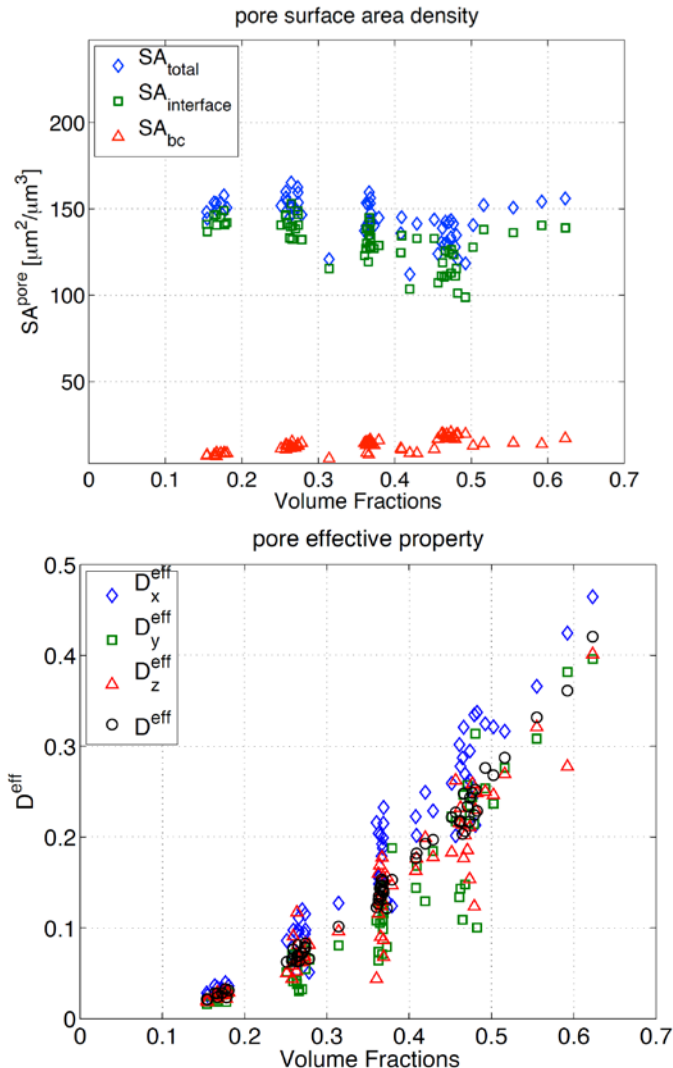 pore surface area density
SA_total
SA_interface
SA_bc
200
150
100
50
SA^pore [μm²/μm³]
0 0.1 0.2 0.3 0.4 0.5 0.6 0.7
Volume Fractions
pore effective property
0.5
D_x^eff
D_y^eff
D_z^eff
D^eff
0.4
0.3
0.2
0.1
0
D^eff
0 0.1 0.2 0.3 0.4 0.5 0.6 0.7
Volume Fractions